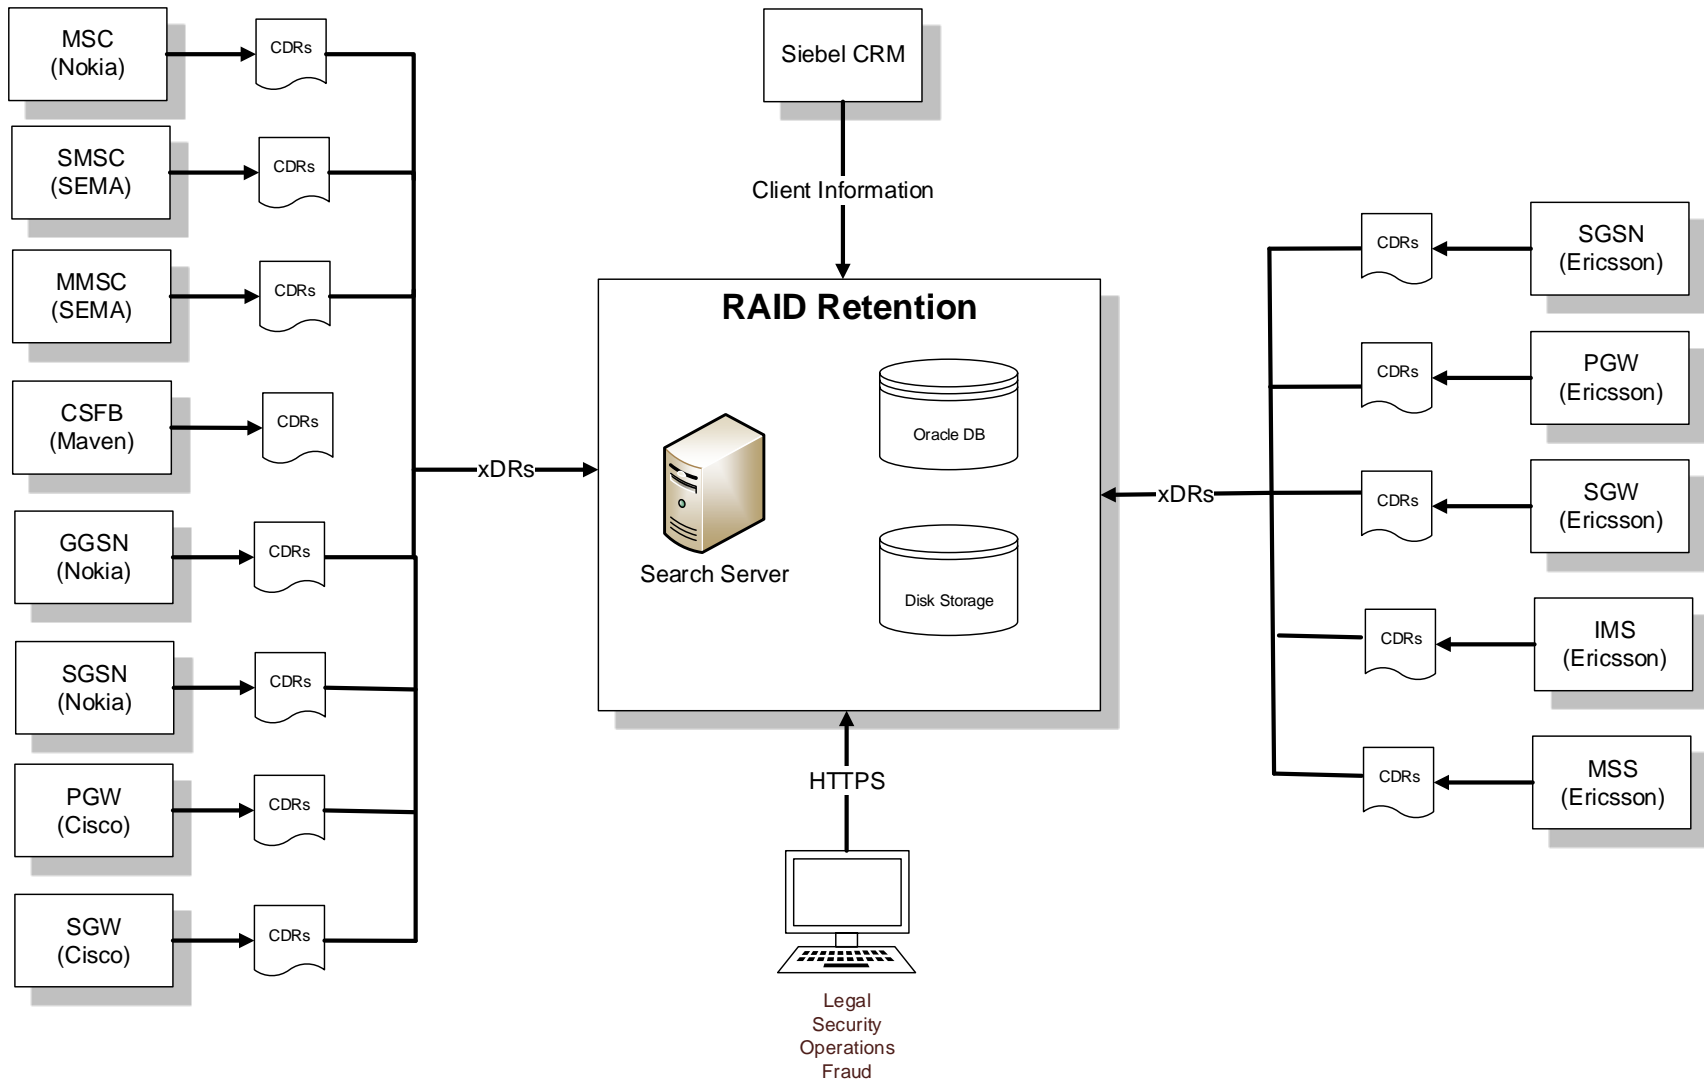 MSC
(Nokia)
CDRs
SMSC
(SEMA)
CDRs
MMSC
(SEMA)
CDRs
CSFB
(Maven)
CDRs
GGSN
(Nokia)
CDRs
SGSN
(Nokia)
CDRs
PGW
(Cisco)
CDRs
SGW
(Cisco)
CDRs
xDRs
Siebel CRM
Client Information
RAID Retention
Oracle DB
Search Server
Disk Storage
HTTPS
Legal
Security
Operations
Fraud
xDRs
CDRs
SGSN
(Ericsson)
CDRs
PGW
(Ericsson)
CDRs
SGW
(Ericsson)
CDRs
IMS
(Ericsson)
CDRs
MSS
(Ericsson)